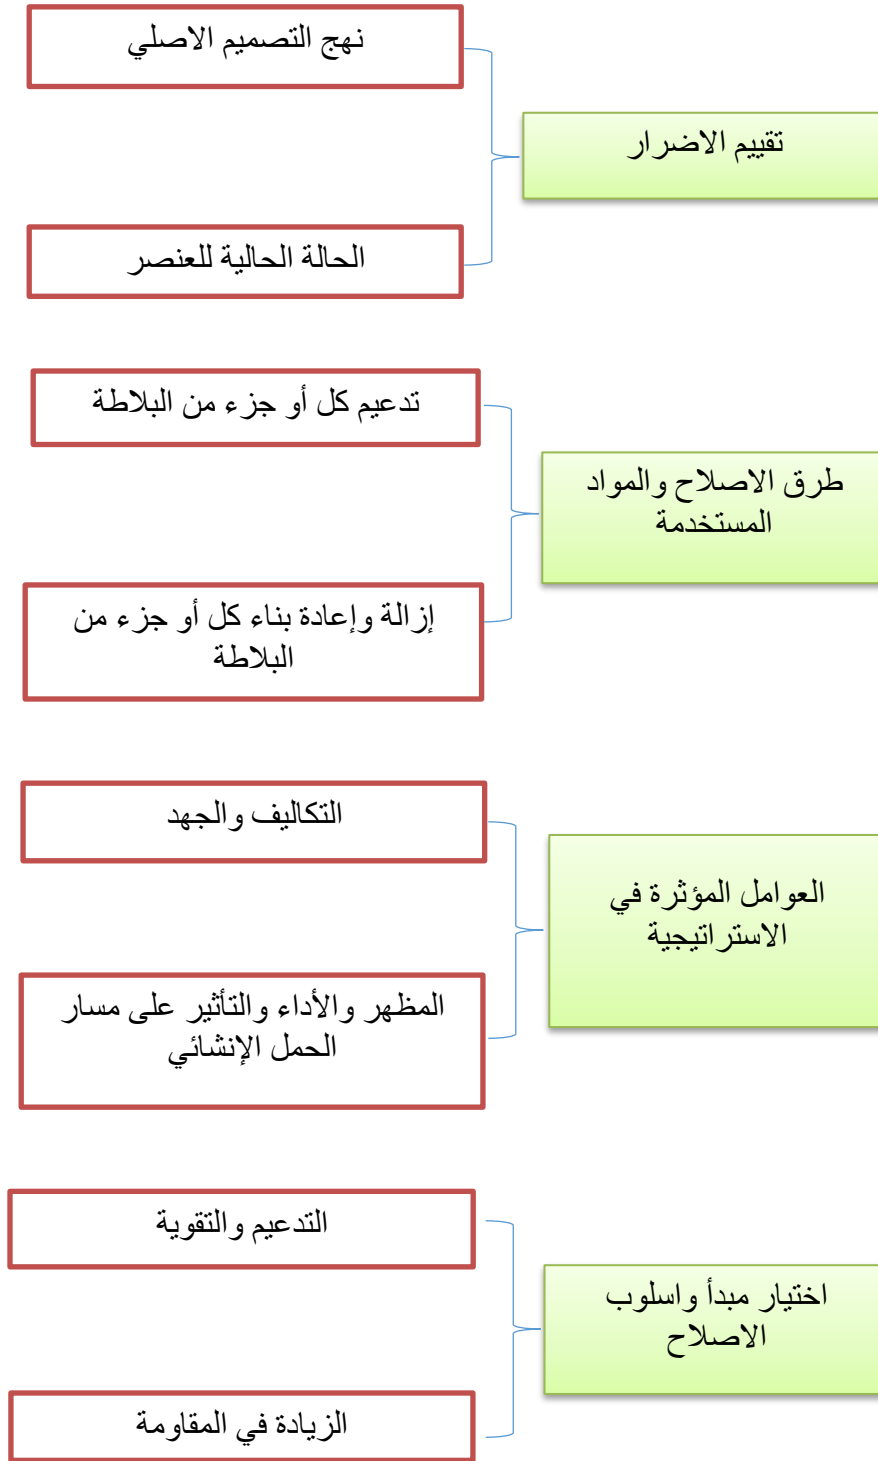 تقييم الاضرار
نهج التصميم الاصلي
الحالة الحالية للعنصر
طرق الاصلاح والمواد
المستخدمة
تدعيم كل أو جزء من البلاطة
إزالة وإعادة بناء كل أو جزء من
البلاطة
العوامل المؤثرة في
الاستراتيجية
التكاليف والجهد
المظهر والأداء والتأثير على مسار
الحمل الإنشائي
اختيار مبدأ واسلوب
الاصلاح
التدعيم والتقوية
الزيادة في المقاومة